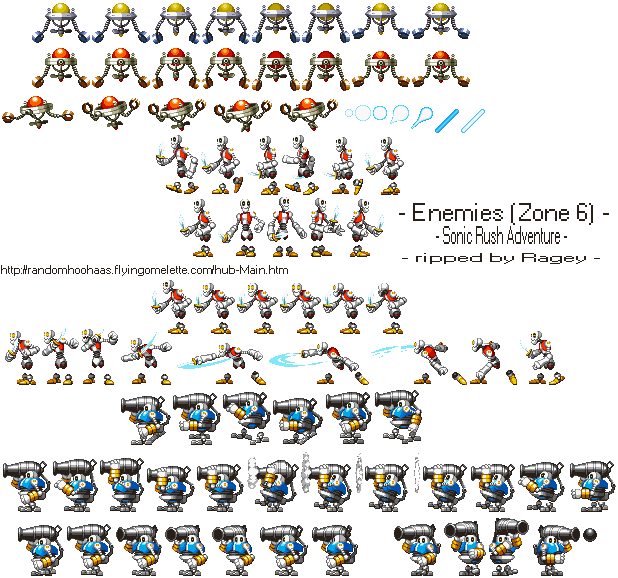 - Enemies (Zone 6) -
- Sonic Rush Adventure -
- ripped by Ragey -
http://randomhoohaas.flyingomelette.com/hub-Main.htm